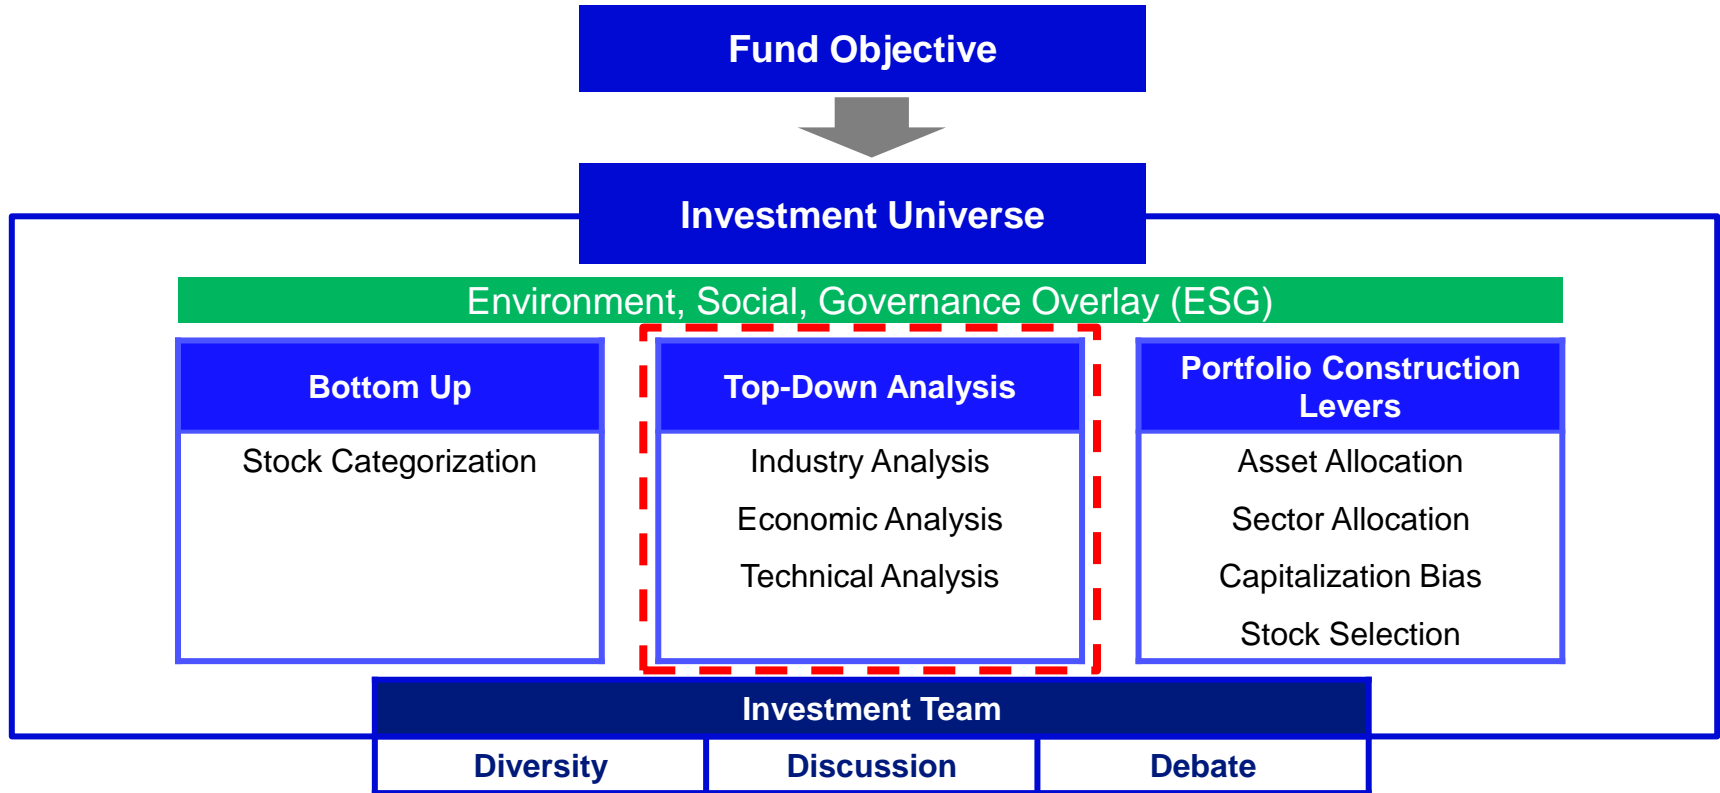 Fund Objective
Investment Universe
Environment, Social, Governance Overlay (ESG)
Bottom Up
Stock Categorization
Top-Down Analysis
Industry Analysis
Economic Analysis
Technical Analysis
Portfolio Construction
Levers
Asset Allocation
Sector Allocation
Capitalization Bias
Stock Selection
Investment Team
Diversity
Discussion
Debate